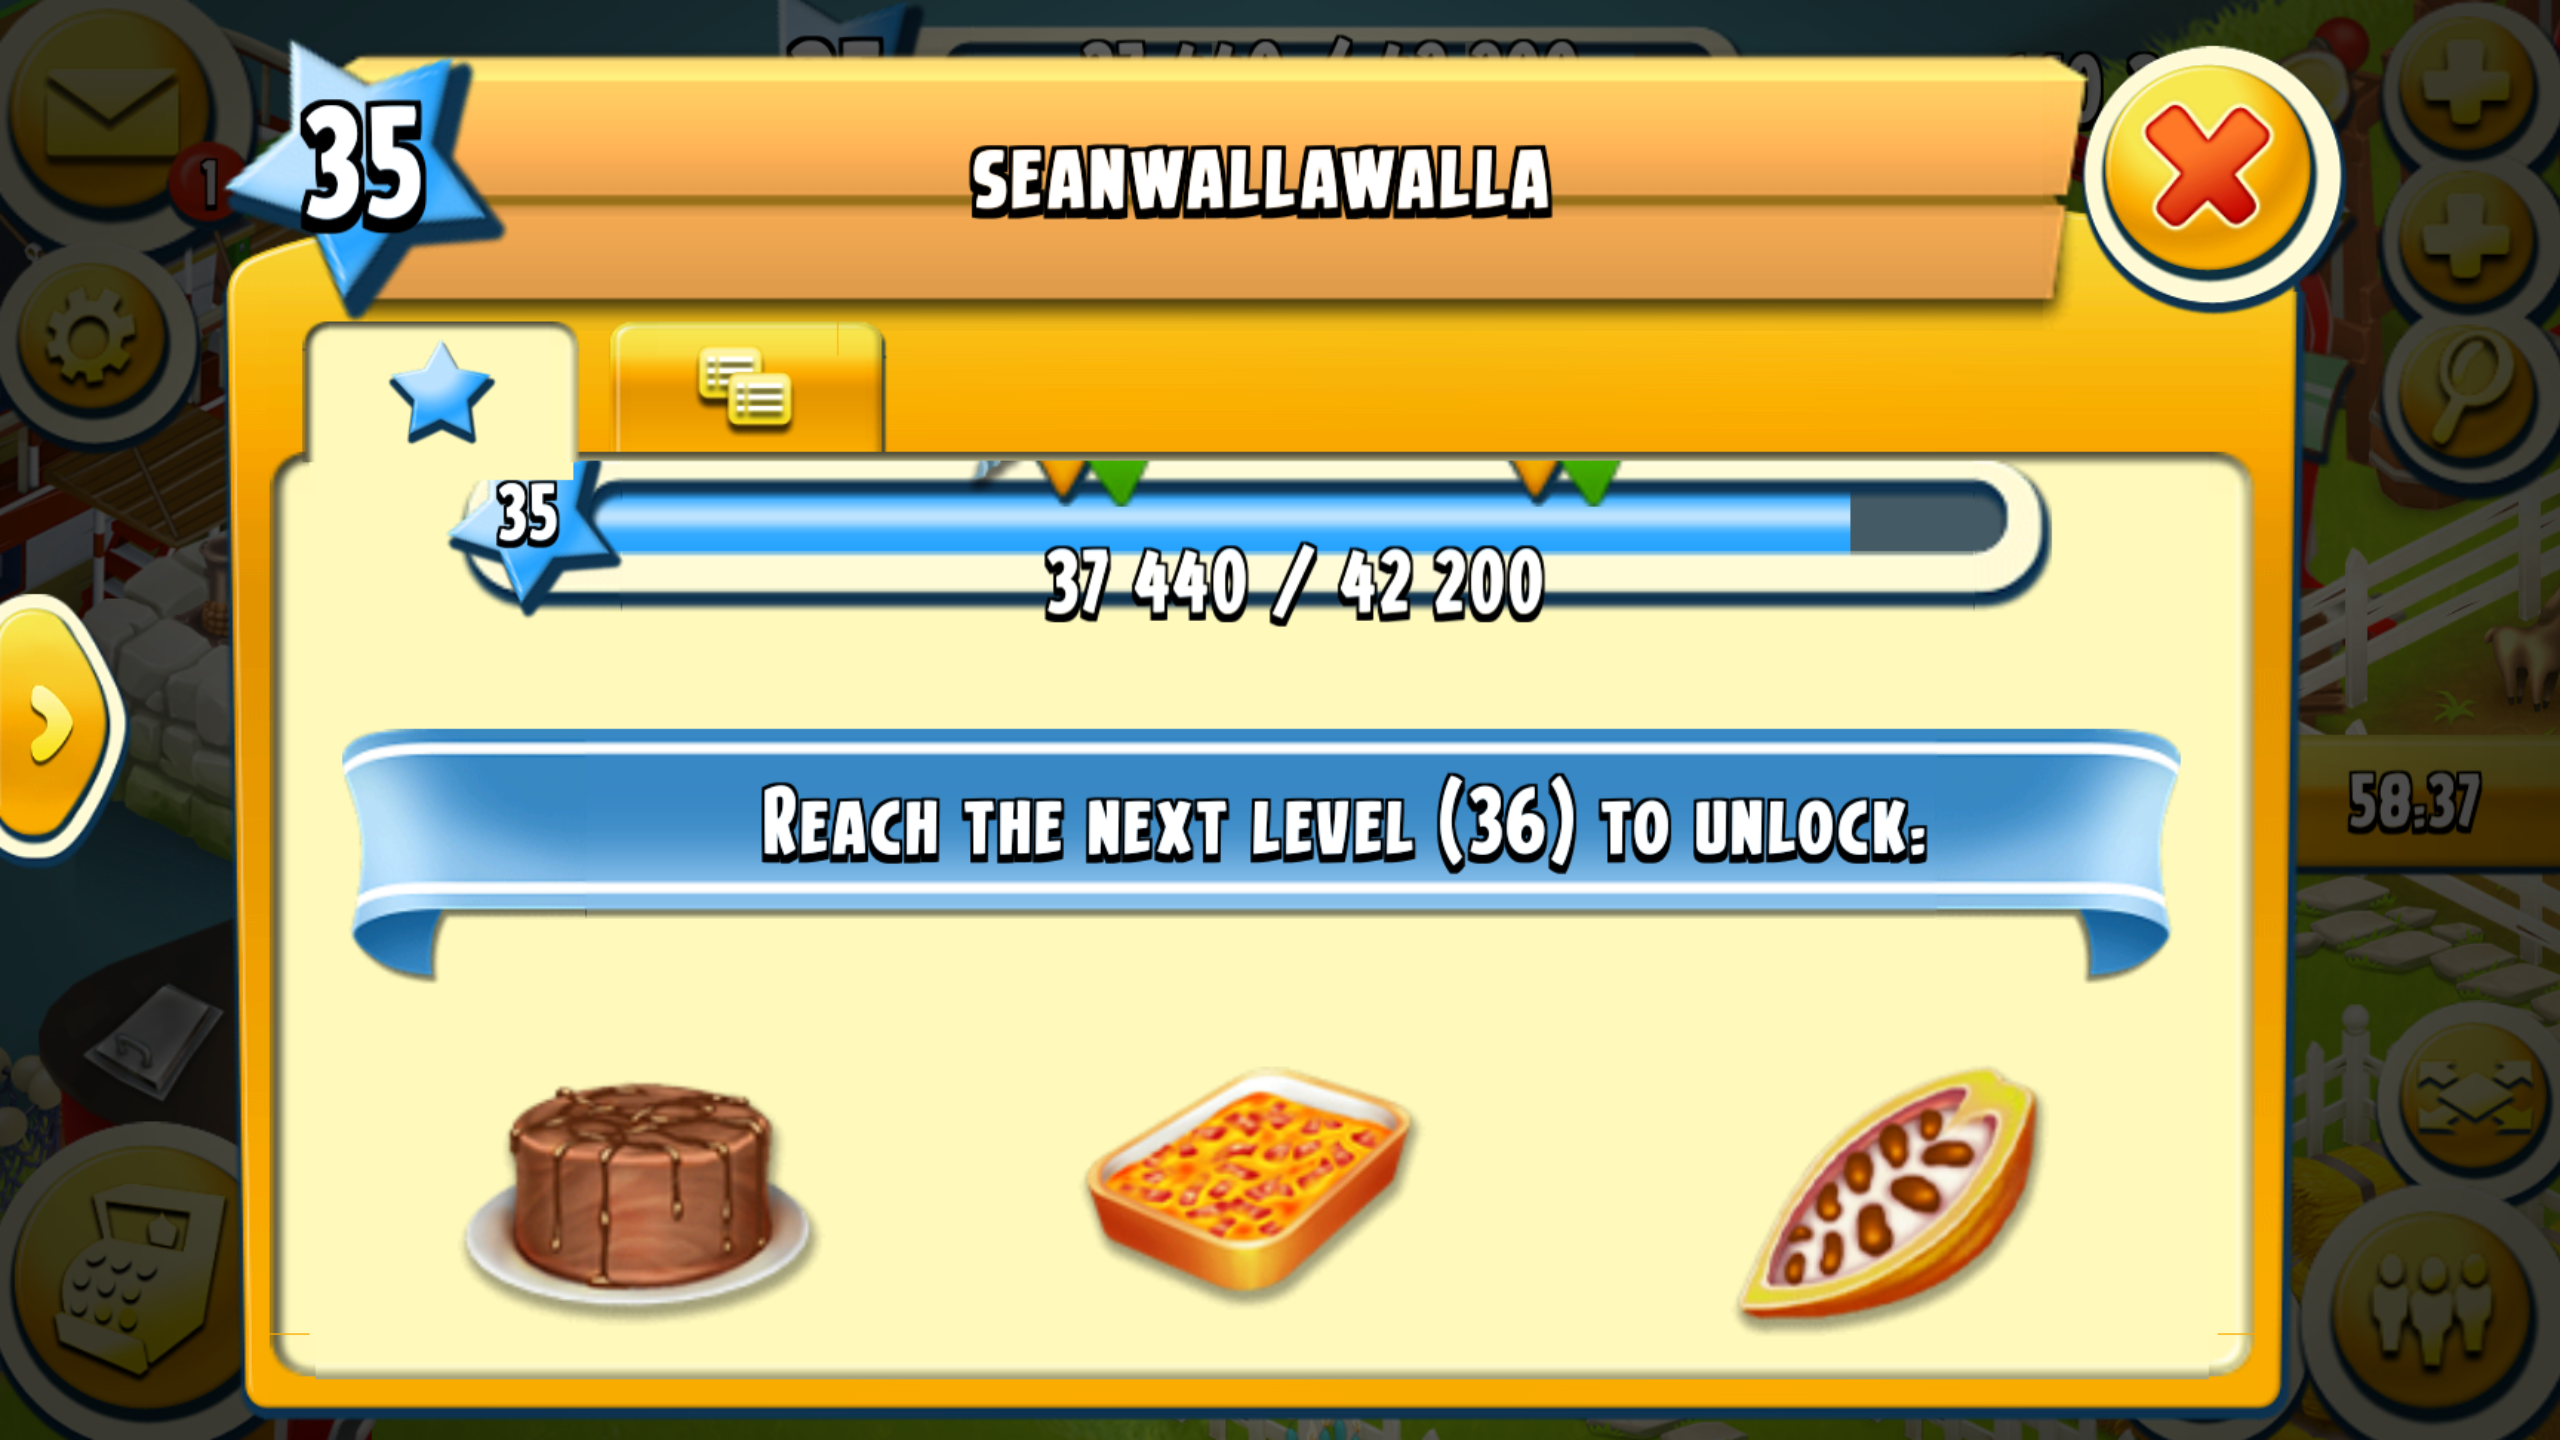 35
SEANWALLAWALLA
1
35
37 440 / 42 200
REACH THE NEXT LEVEL (36) TO UNLOCK:
58:37